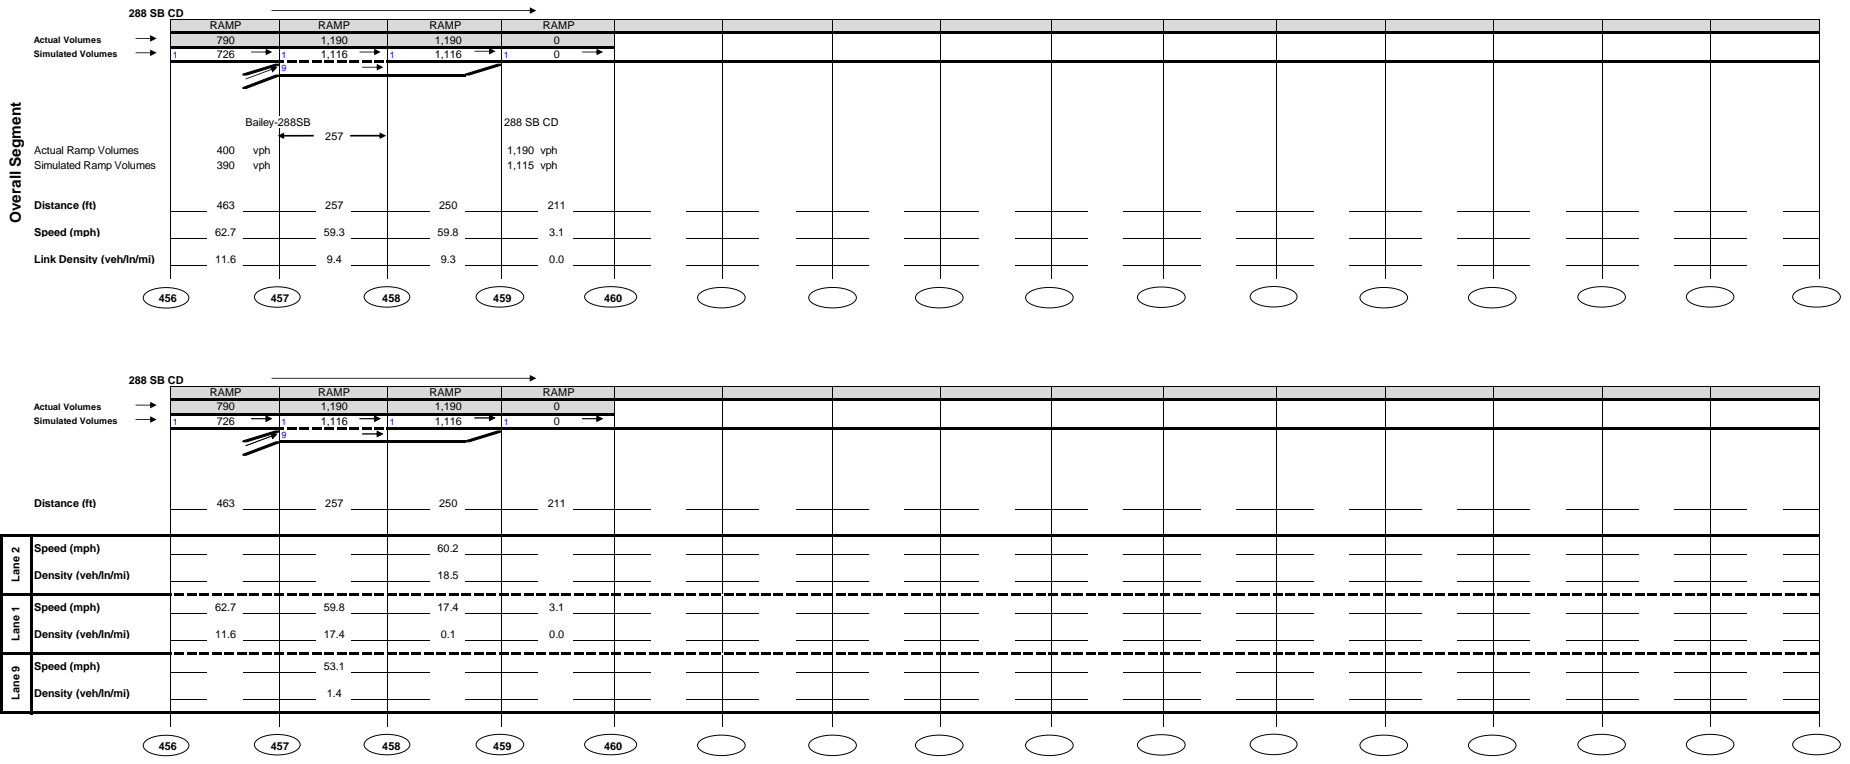 288 SB CD
RAMP RAMP RAMP RAMP
Actual Volumes 790 1,190 1,190 0
Simulated Volumes 1 726 1 1,116 1 1,116 1 0
9
Overall Segment
Bailey-288SB 288 SB CD
257
Actual Ramp Volumes 400 vph 1,190 vph
Simulated Ramp Volumes 390 vph 1,115 vph
Distance (ft) 463 257 250 211
Speed (mph) 62.7 59.3 59.8 3.1
Link Density (veh/ln/mi) 11.6 9.4 9.3 0.0
456 457 458 459 460
288 SB CD
RAMP RAMP RAMP RAMP
Actual Volumes 790 1,190 1,190 0
Simulated Volumes 1 726 1 1,116 1 1,116 1 0
9
Distance (ft) 463 257 250 211
Lane 2
Speed (mph) 60.2
Density (veh/ln/mi) 18.5
Lane 1
Speed (mph) 62.7 59.8 17.4 3.1
Density (veh/ln/mi) 11.6 17.4 0.1 0.0
Lane 9
Speed (mph) 53.1
Density (veh/ln/mi) 1.4
456 457 458 459 460